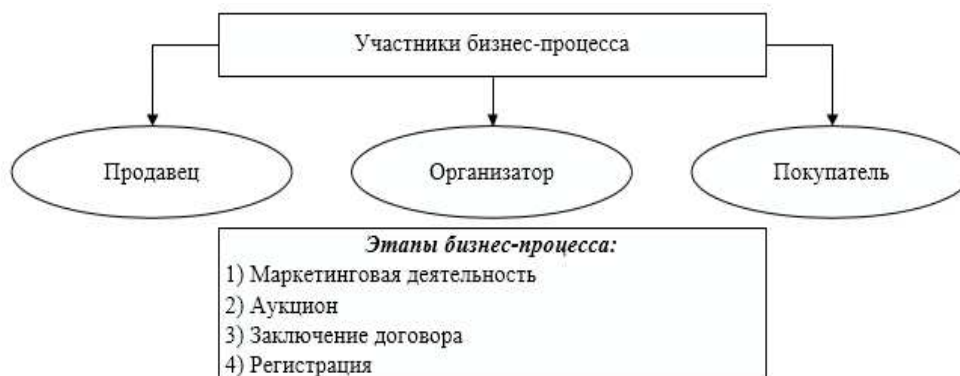 Участники бизнес-процесса
Продавец
Организатор
Покупатель
Этапы бизнес-процесса:
1) Маркетинговая деятельность
2) Аукцион
3) Заключение договора
4) Регистрация